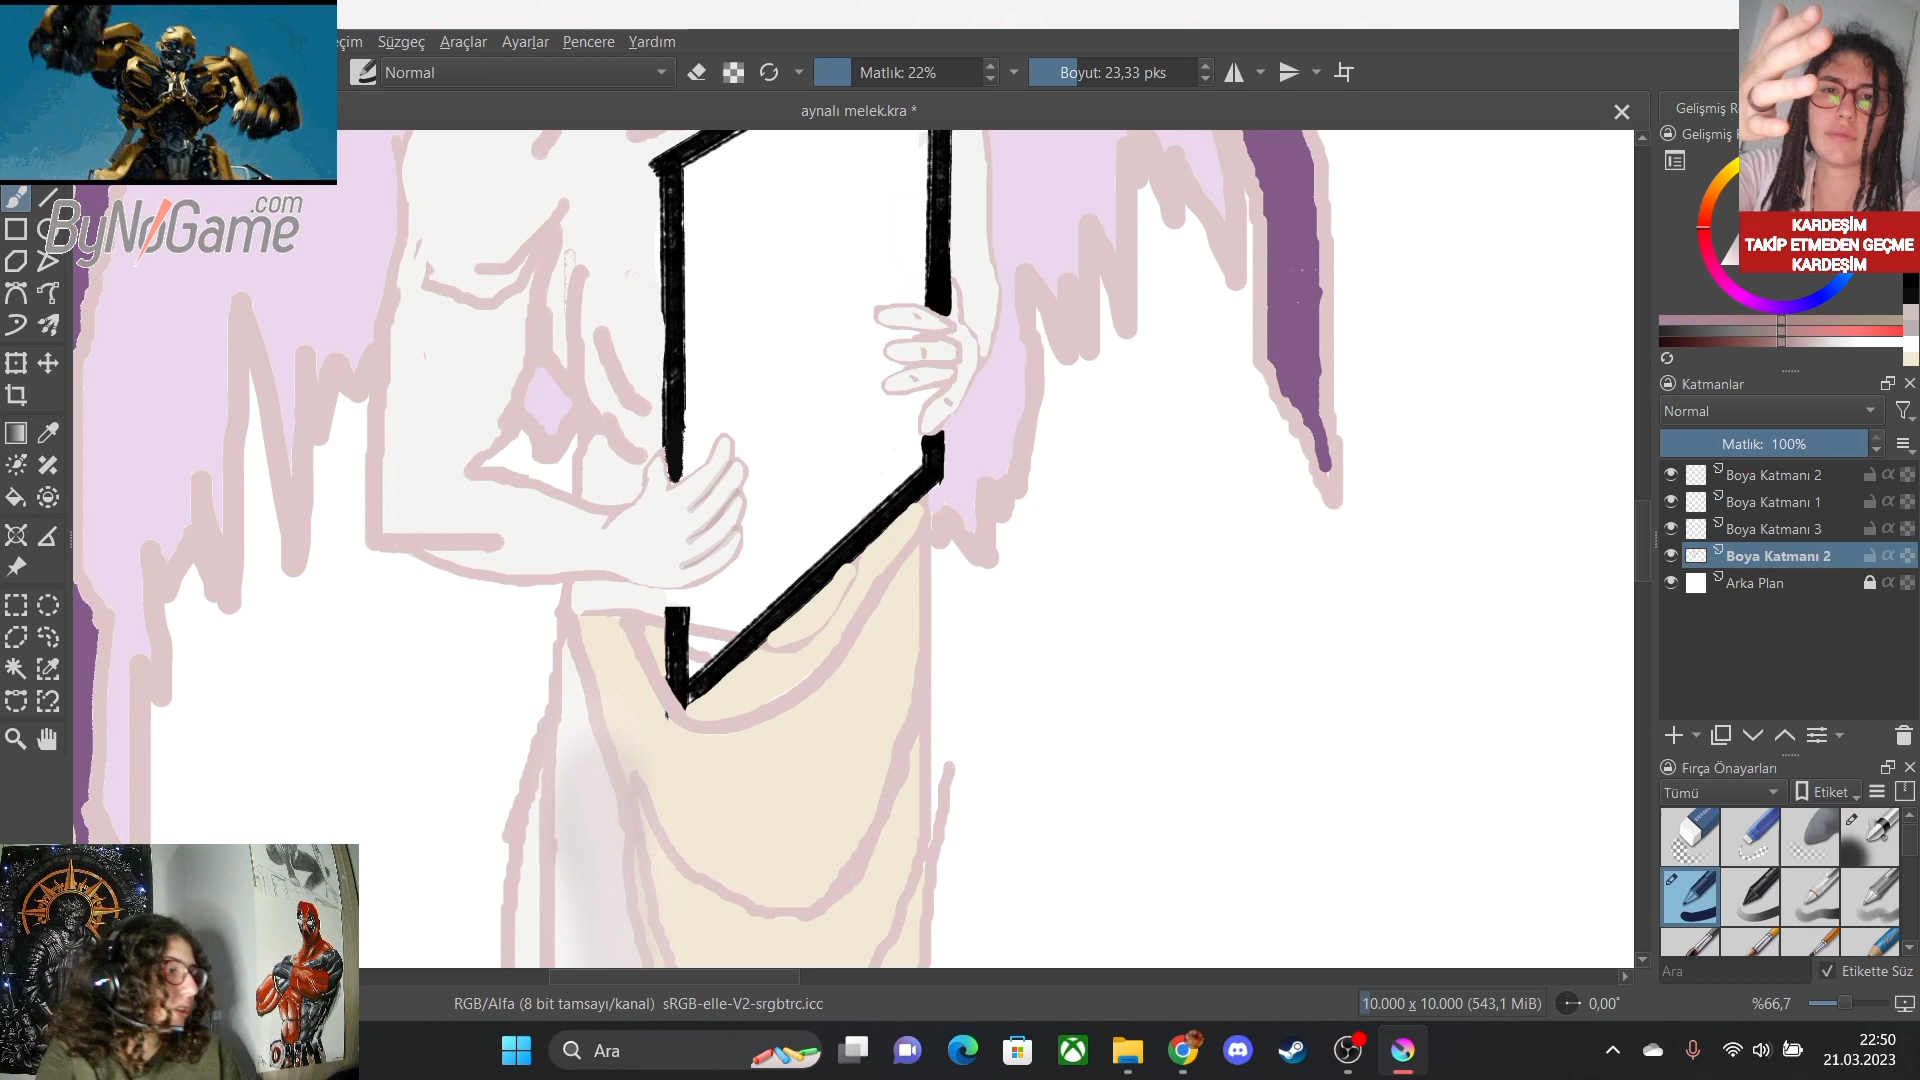 eçim Süzgeç Araçlar Ayarlar Pencere Yardım
Normal
Matlık: 22%
Boyut: 23,33 pks
aynalı melek.kra *
ByNoGame.com
Gelişmiş R
Gelişmiş
KARDEŞİM
TAKİP ETMEDEN GEÇME
KARDEŞİM
Katmanlar
Normal
Matlık: 100%
Boya Katmanı 2
Boya Katmanı 1
Boya Katmanı 3
Boya Katmanı 2
Arka Plan
Fırça Önayarları
Tümü
Etiket
Ara
Etikette Süz
RGB/Alfa (8 bit tamsayı/kanal) sRGB-elle-V2-srgbtrc.icc
10.000 x 10.000 (543,1 MiB)
0,00°
%66,7
Ara
22:50
21.03.2023